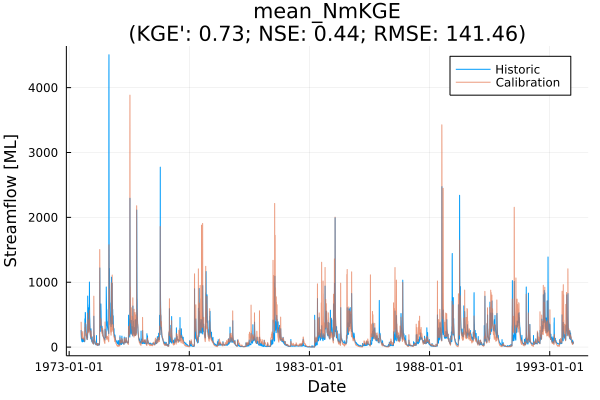 mean_NmKGE
(KGE': 0.73; NSE: 0.44; RMSE: 141.46)
Historic
Calibration
Streamflow [ML]
4000
3000
2000
1000
0
1973-01-01 1978-01-01 1983-01-01 1988-01-01 1993-01-01
Date